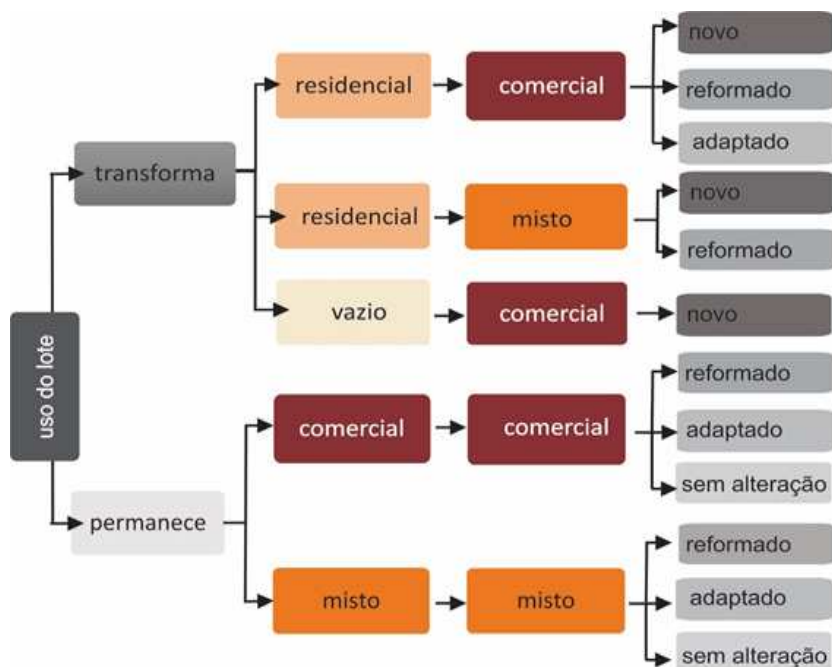 uso do lote
transforma
residencial
comercial
novo
reformado
adaptado
residencial
misto
novo
reformado
vazio
comercial
novo
permanece
comercial
comercial
reformado
adaptado
sem alteração
misto
misto
reformado
adaptado
sem alteração